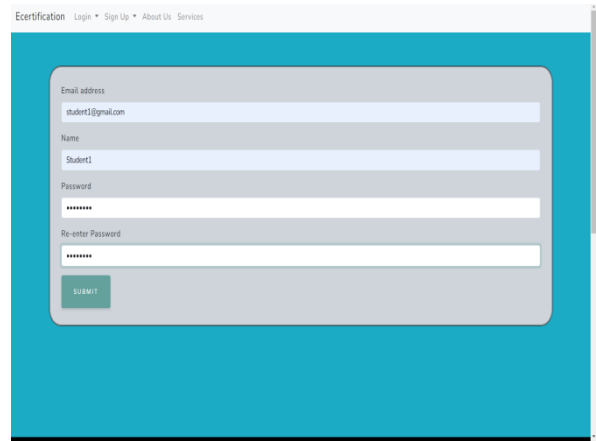 Ecertification Login Sign Up About Us Services
Email address
student1@gmail.com
Name
Student1
Password
••••••••
Re-enter Password
••••••••
SUBMIT